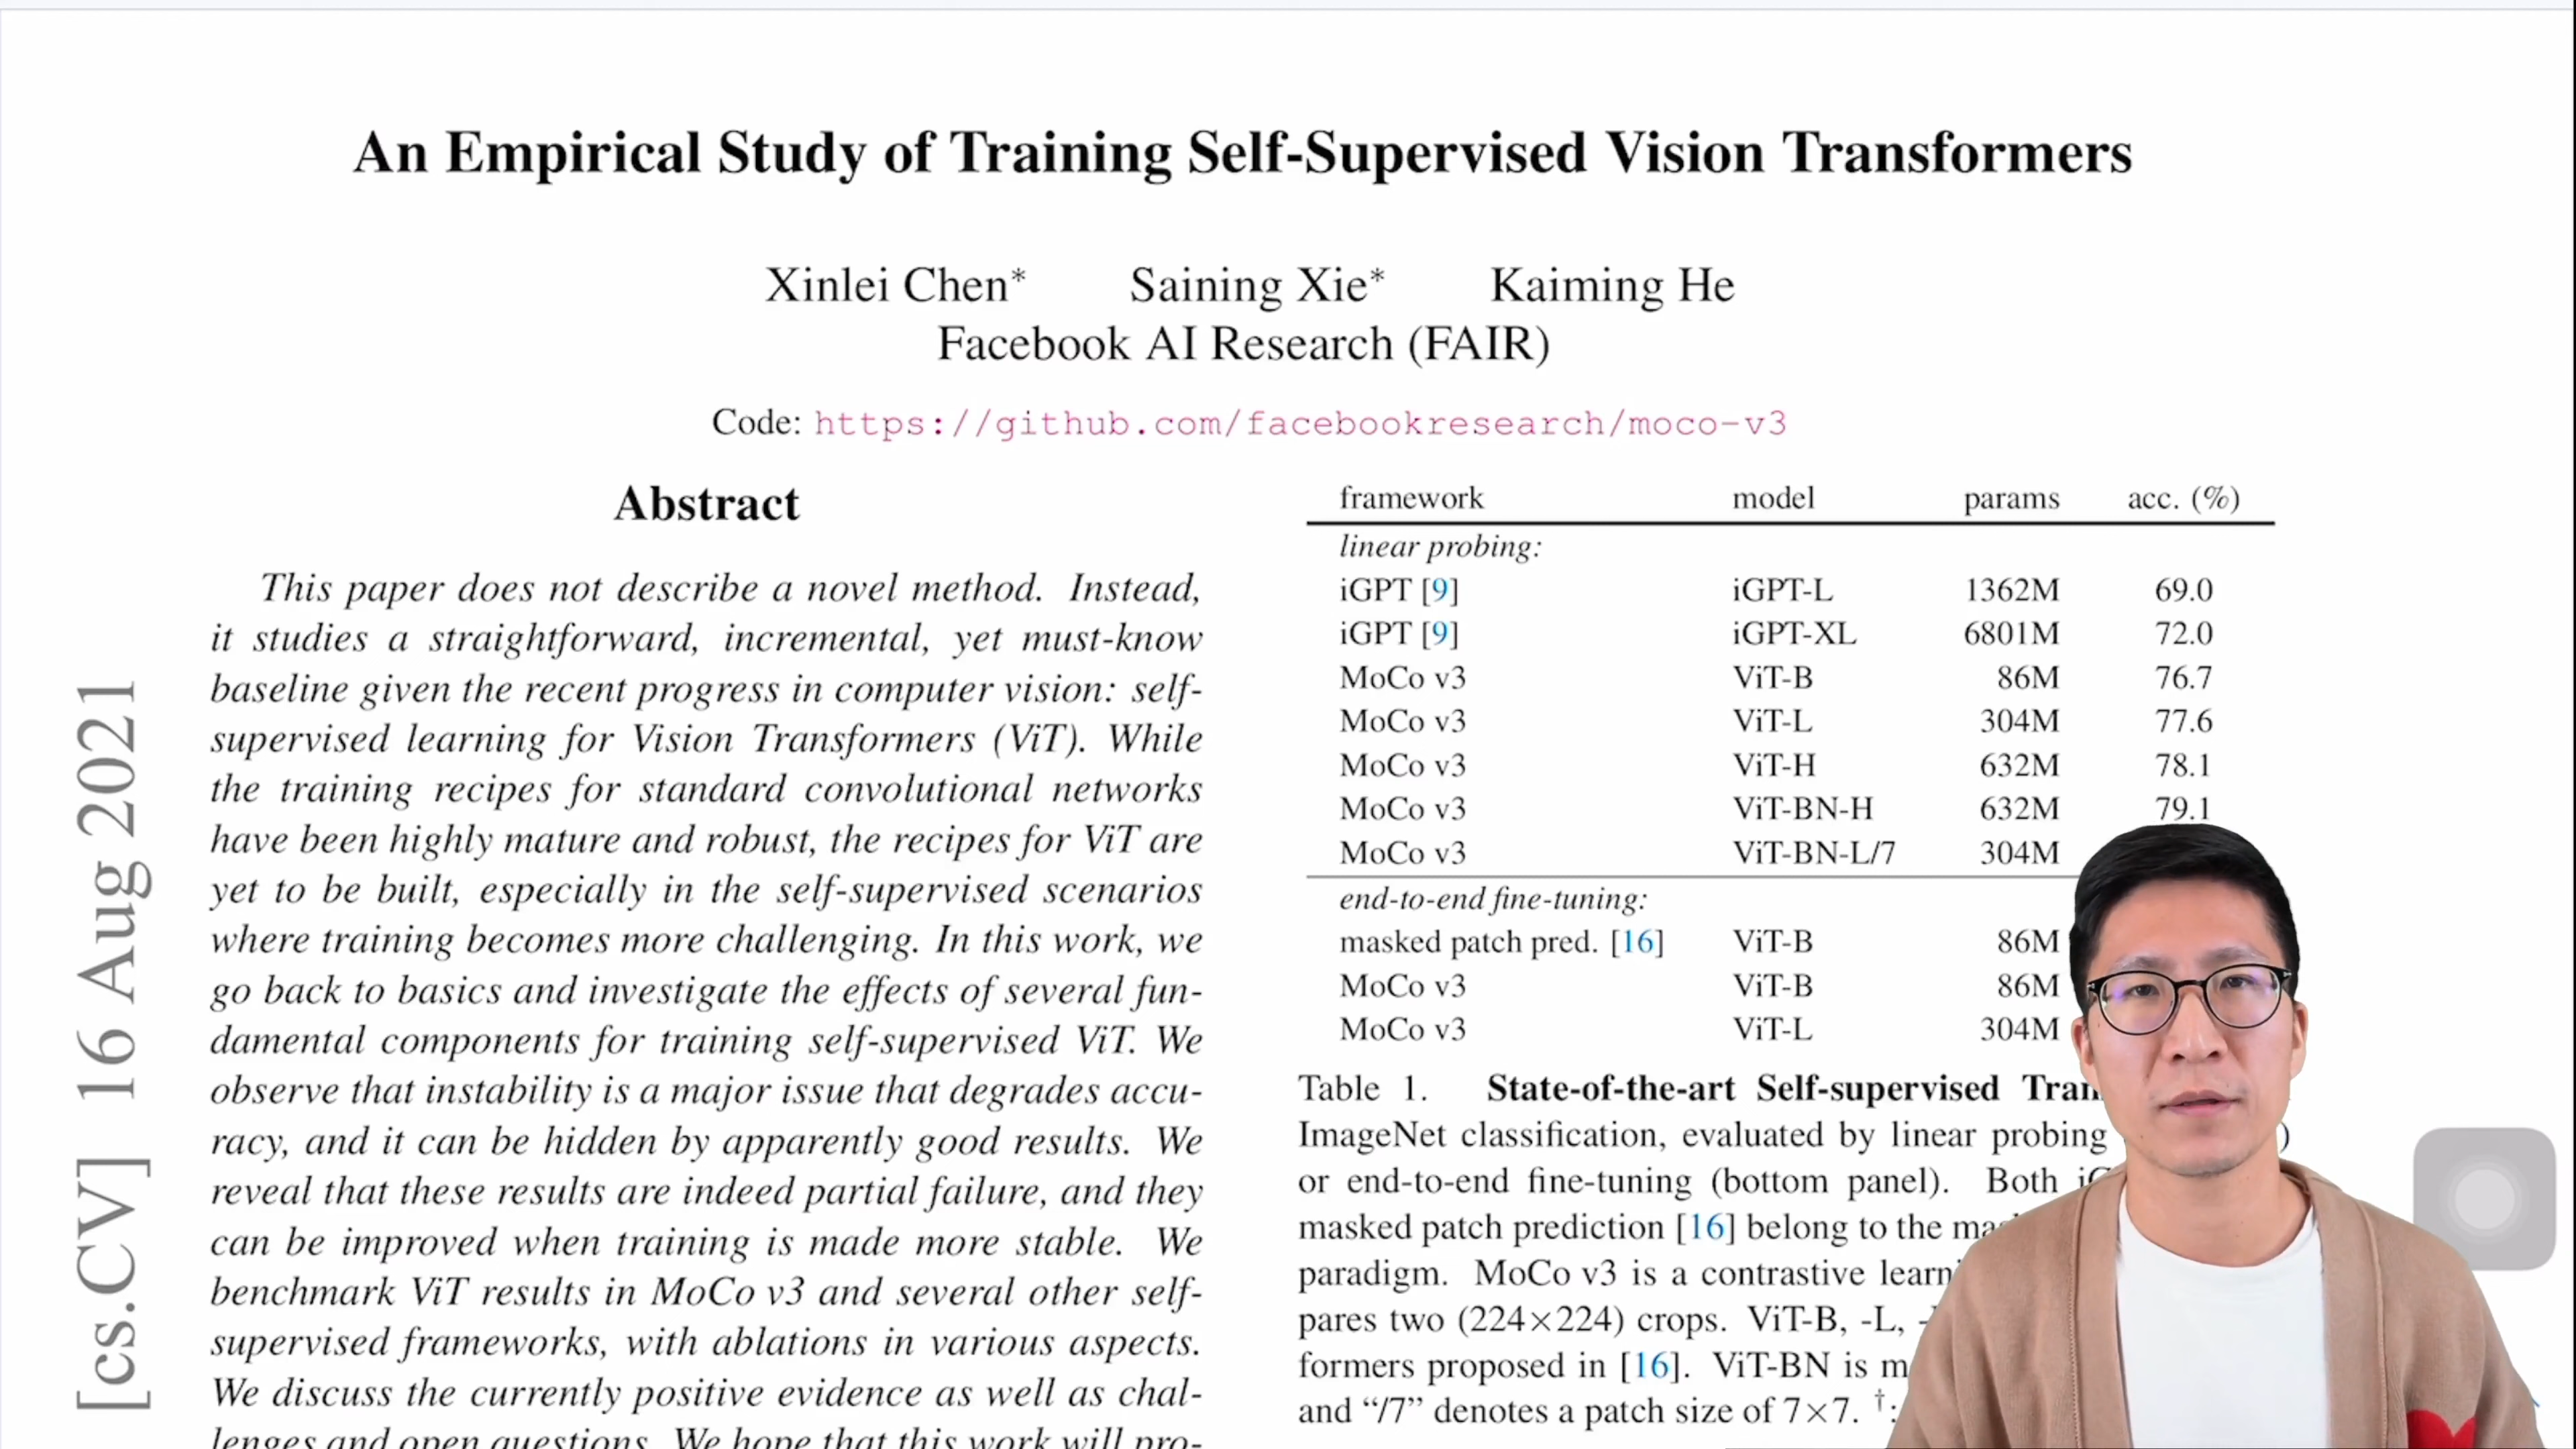 An Empirical Study of Training Self-Supervised Vision Transformers
Xinlei Chen* Saining Xie* Kaiming He
Facebook AI Research (FAIR)
Code: https://github.com/facebookresearch/moco-v3
[cs.CV] 16 Aug 2021
Abstract
This paper does not describe a novel method. Instead,
it studies a straightforward, incremental, yet must-know
baseline given the recent progress in computer vision: self-
supervised learning for Vision Transformers (ViT). While
the training recipes for standard convolutional networks
have been highly mature and robust, the recipes for ViT are
yet to be built, especially in the self-supervised scenarios
where training becomes more challenging. In this work, we
go back to basics and investigate the effects of several fun-
damental components for training self-supervised ViT. We
observe that instability is a major issue that degrades accu-
racy, and it can be hidden by apparently good results. We
reveal that these results are indeed partial failure, and they
can be improved when training is made more stable. We
benchmark ViT results in MoCo v3 and several other self-
supervised frameworks, with ablations in various aspects.
We discuss the currently positive evidence as well as chal-
lenges and open questions. We hope that this work will pro-
framework model params acc. (%)
linear probing:
iGPT [9] iGPT-L 1362M 69.0
iGPT [9] iGPT-XL 6801M 72.0
MoCo v3 ViT-B 86M 76.7
MoCo v3 ViT-L 304M 77.6
MoCo v3 ViT-H 632M 78.1
MoCo v3 ViT-BN-H 632M 79.1
MoCo v3 ViT-BN-L/7 304M
end-to-end fine-tuning:
masked patch pred. [16] ViT-B 86M
MoCo v3 ViT-B 86M
MoCo v3 ViT-L 304M
Table 1. State-of-the-art Self-supervised
ImageNet classification, evaluated by linear probing )
or end-to-end fine-tuning (bottom panel). Both
masked patch prediction [16] belong to the
paradigm. MoCo v3 is a contrastive
pares two (224×224) crops. ViT-B, -L,
formers proposed in [16]. ViT-BN is
and “/7” denotes a patch size of 7×7. †: